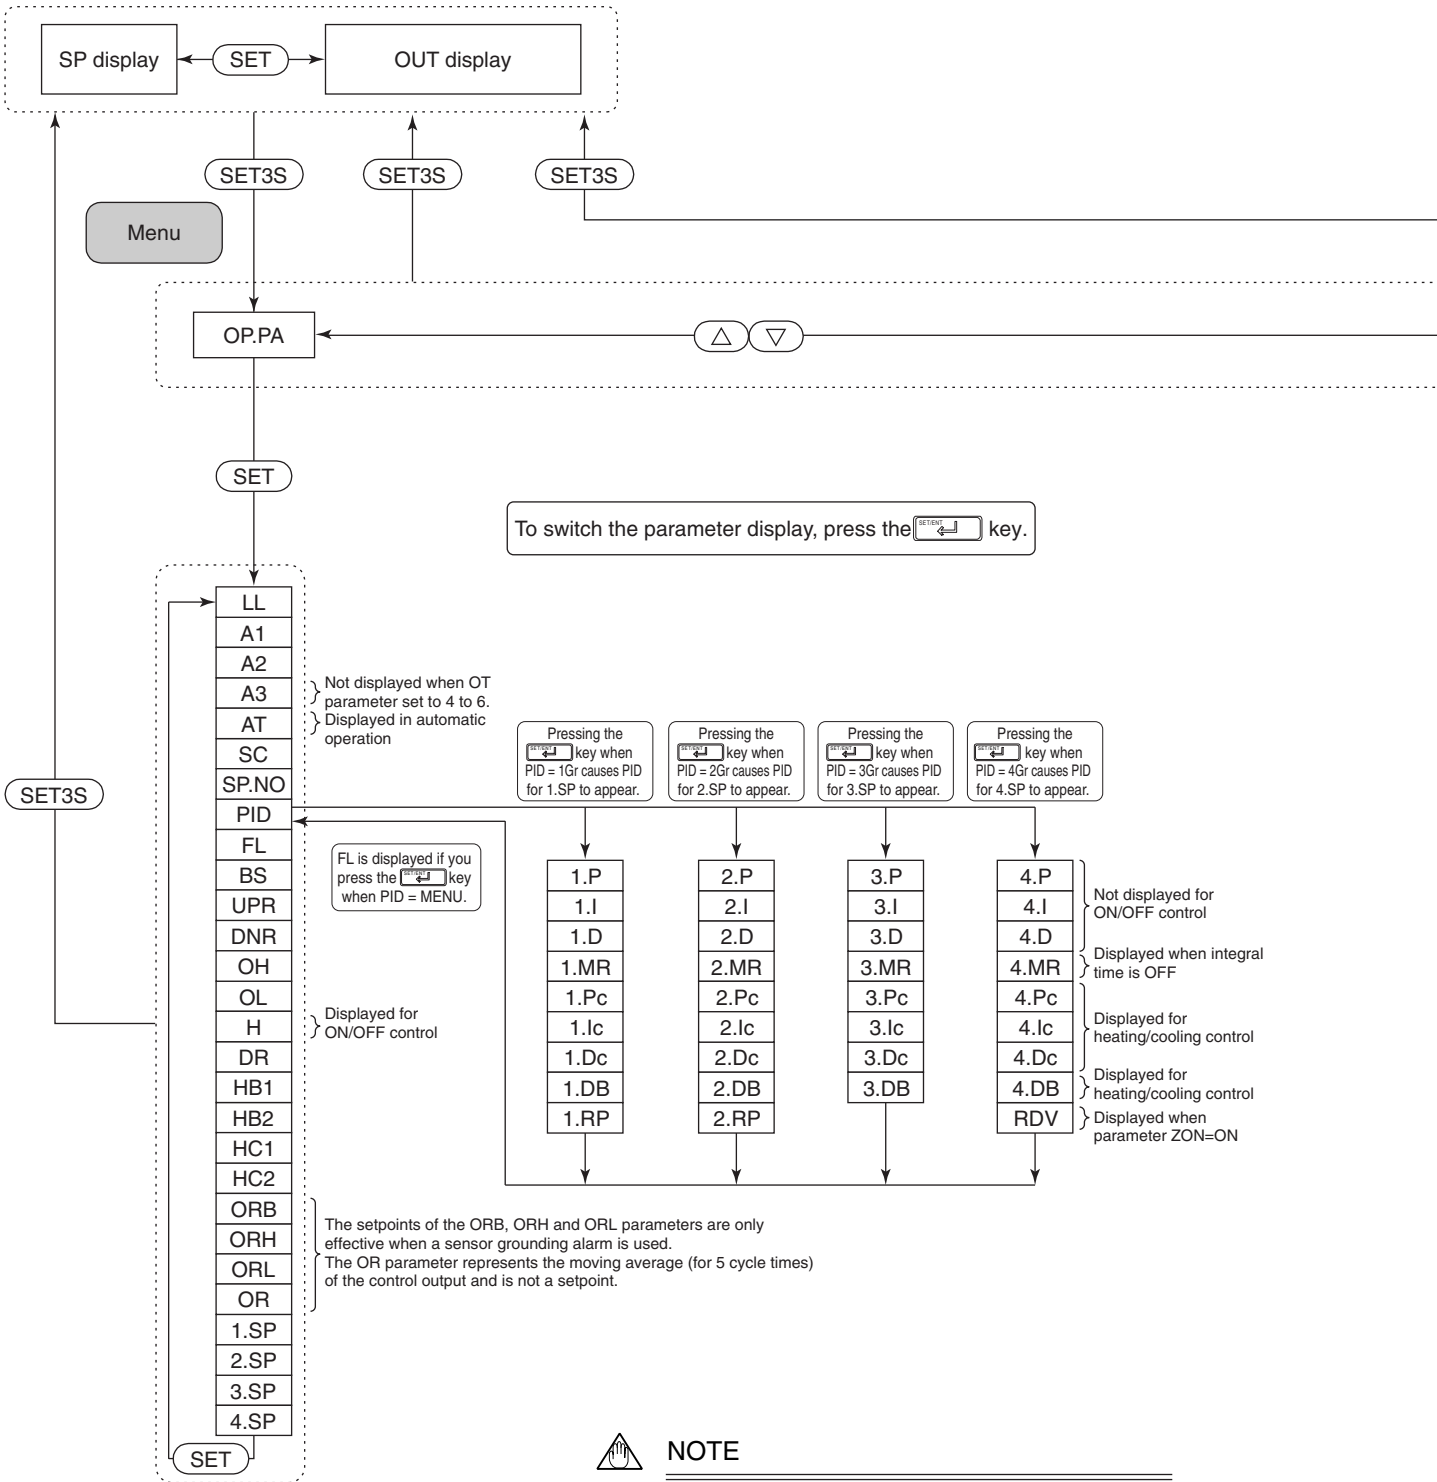 SP display
SET
OUT display
SET3S
SET3S
SET3S
Menu
OP.PA
△
▽
SET
To switch the parameter display, press the SET/ENT key.
LL
A1
A2
A3
Not displayed when OT
parameter set to 4 to 6.
AT
Displayed in automatic
operation
SC
SP.NO
PID
FL
BS
UPR
DNR
OH
OL
H
Displayed for
ON/OFF control
DR
HB1
HB2
HC1
HC2
ORB
ORH
ORL
OR
The setpoints of the ORB, ORH and ORL parameters are only
effective when a sensor grounding alarm is used.
The OR parameter represents the moving average (for 5 cycle times)
of the control output and is not a setpoint.
1.SP
2.SP
3.SP
4.SP
SET
SET3S
FL is displayed if you
press the SET/ENT key
when PID = MENU.
Pressing the
SET/ENT key when
PID = 1Gr causes PID
for 1.SP to appear.
1.P
1.I
1.D
1.MR
1.Pc
1.Ic
1.Dc
1.DB
1.RP
Pressing the
SET/ENT key when
PID = 2Gr causes PID
for 2.SP to appear.
2.P
2.I
2.D
2.MR
2.Pc
2.Ic
2.Dc
2.DB
2.RP
Pressing the
SET/ENT key when
PID = 3Gr causes PID
for 3.SP to appear.
3.P
3.I
3.D
3.MR
3.Pc
3.Ic
3.Dc
3.DB
Pressing the
SET/ENT key when
PID = 4Gr causes PID
for 4.SP to appear.
4.P
4.I
4.D
Not displayed for
ON/OFF control
4.MR
Displayed when integral
time is OFF
4.Pc
4.Ic
4.Dc
Displayed for
heating/cooling control
4.DB
Displayed for
heating/cooling control
RDV
Displayed when
parameter ZON=ON
NOTE